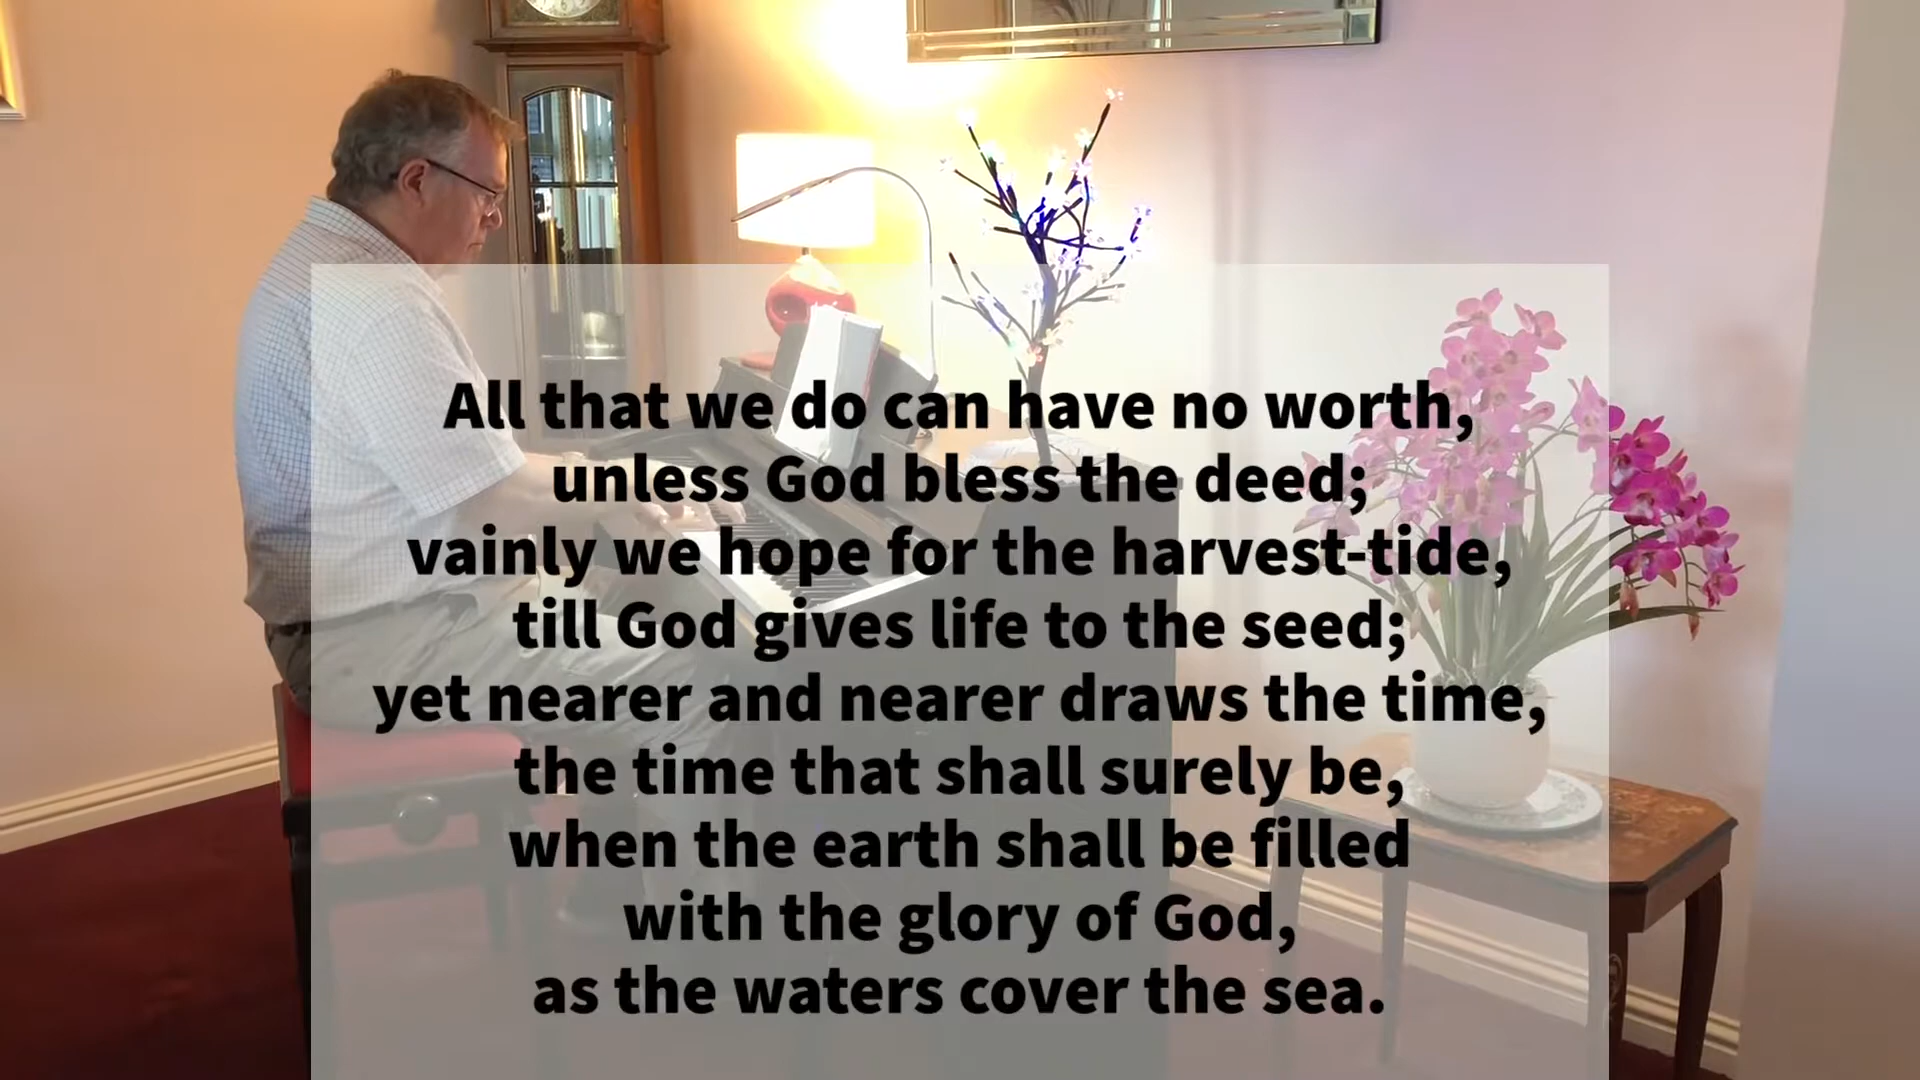 All that we do can have no worth,
unless God bless the deed;
vainly we hope for the harvest-tide,
till God gives life to the seed;
yet nearer and nearer draws the time,
the time that shall surely be,
when the earth shall be filled
with the glory of God,
as the waters cover the sea.